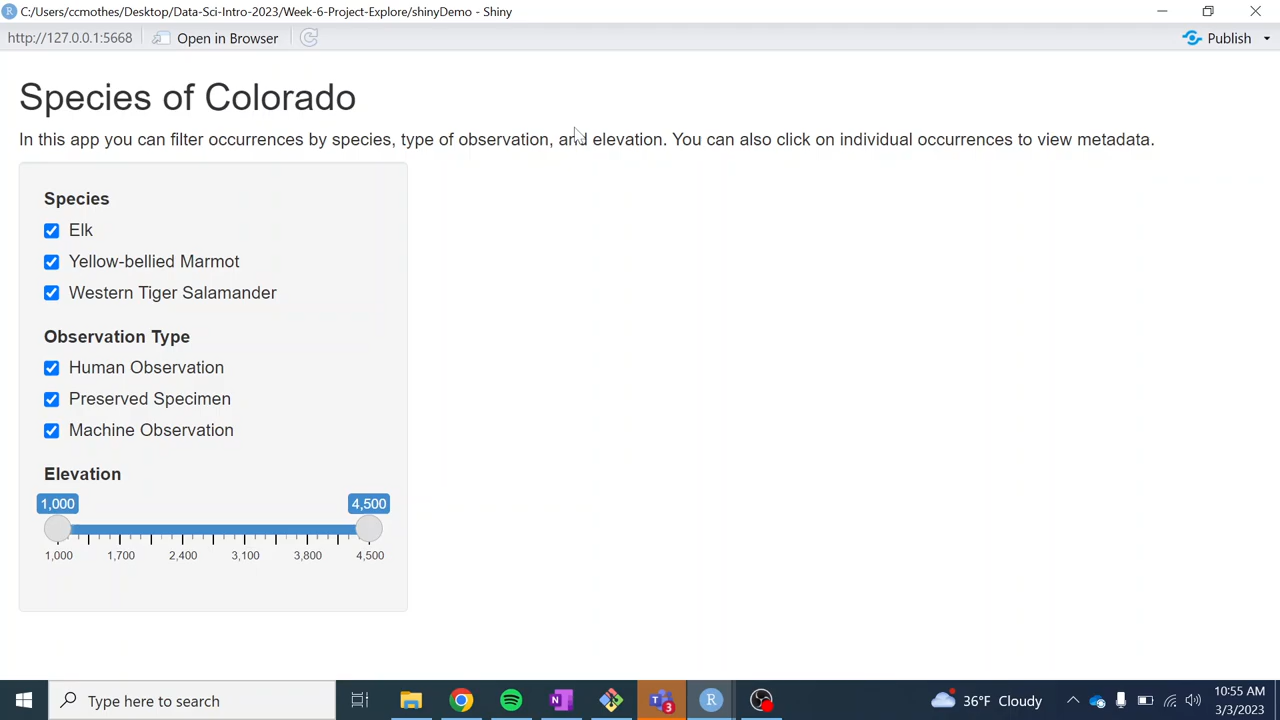 C:/Users/ccmothes/Desktop/Data-Sci-Intro-2023/Week-6-Project-Explore/shinyDemo - Shiny
http://127.0.0.1:5668 Open in Browser Publish
Species of Colorado
In this app you can filter occurrences by species, type of observation, and elevation. You can also click on individual occurrences to view metadata.
Species
Elk
Yellow-bellied Marmot
Western Tiger Salamander
Observation Type
Human Observation
Preserved Specimen
Machine Observation
Elevation
1,000 4,500
1,000 1,700 2,400 3,100 3,800 4,500
Type here to search 3 36°F Cloudy 10:55 AM
3/3/2023